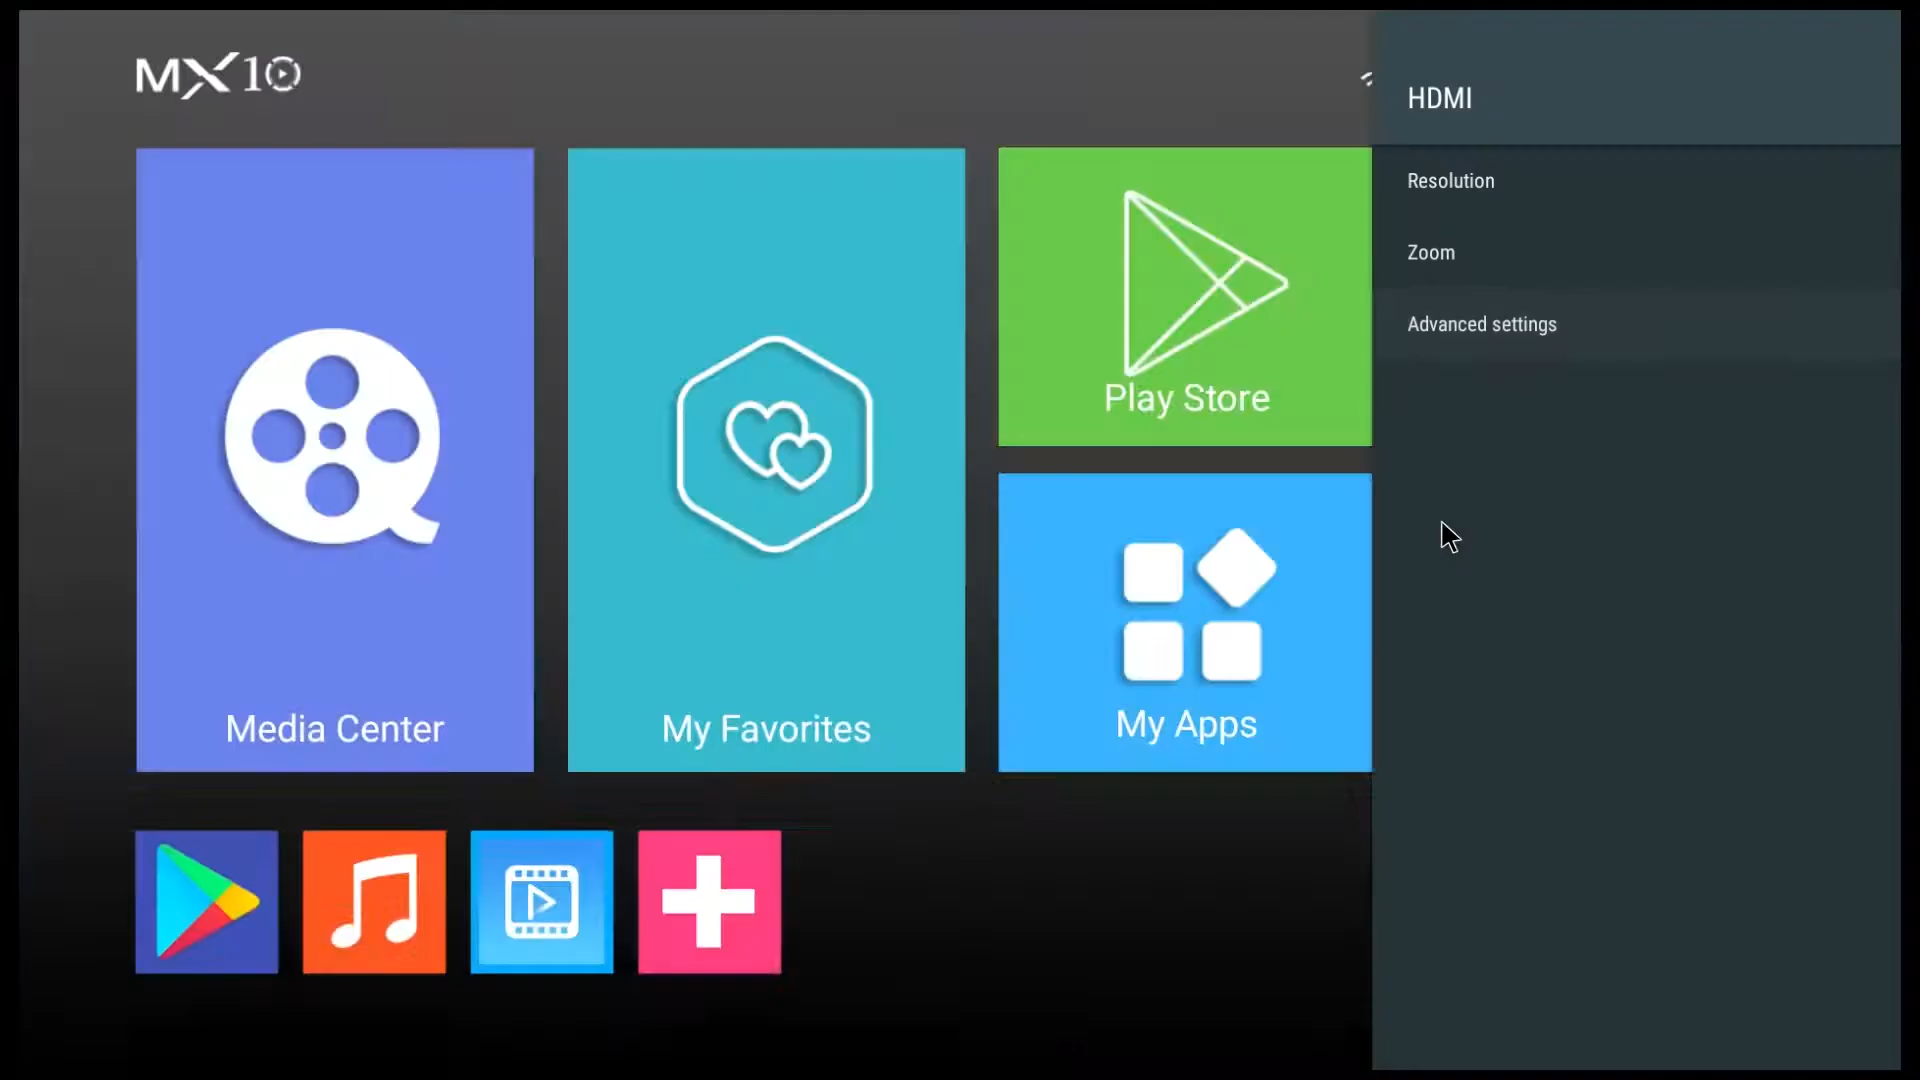 MX10
HDMI
Resolution
Zoom
Advanced settings
Play Store
Media Center
My Favorites
My Apps